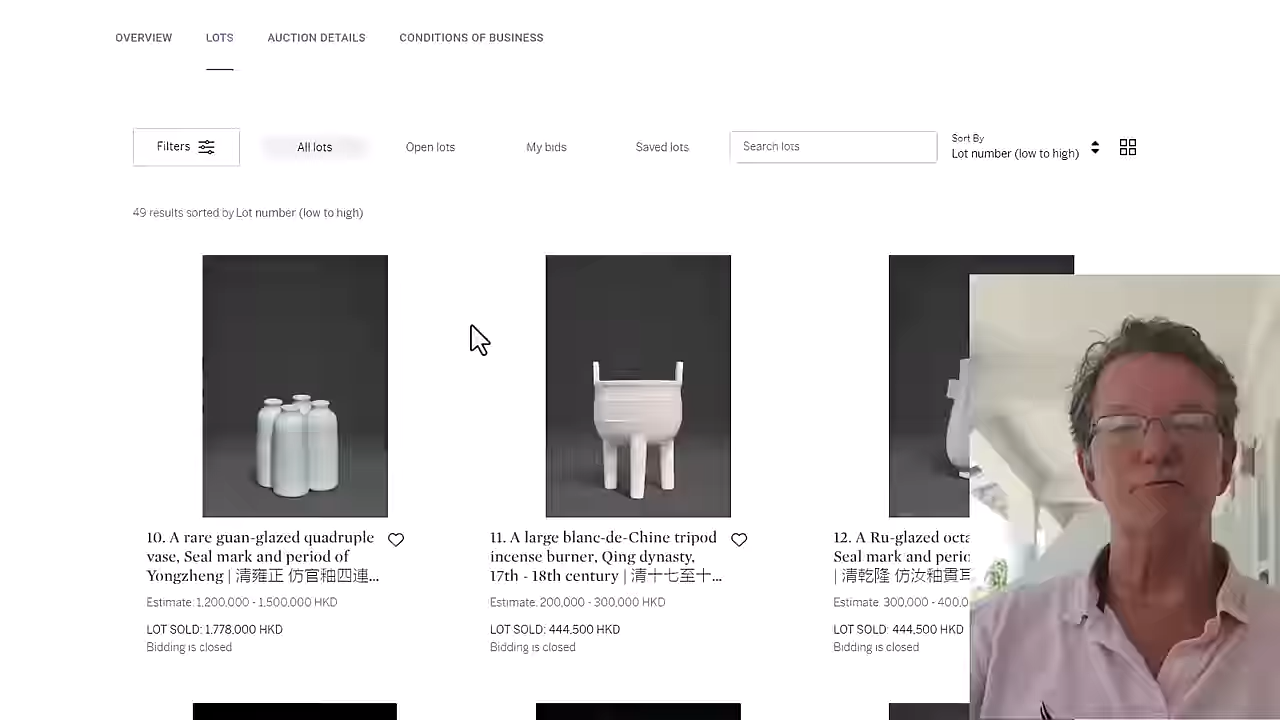 OVERVIEW LOTS AUCTION DETAILS CONDITIONS OF BUSINESS
Filters All lots Open lots My bids Saved lots Search lots Sort By
Lot number (low to high)
49 results sorted by Lot number (low to high)
10. A rare guan-glazed quadruple
vase, Seal mark and period of
Yongzheng | 清雍正 仿官釉四連...
Estimate: 1,200,000 - 1,500,000 HKD
LOT SOLD: 1,778,000 HKD
Bidding is closed
11. A large blanc-de-Chine tripod
incense burner, Qing dynasty,
17th - 18th century | 清十七至十...
Estimate: 200,000 - 300,000 HKD
LOT SOLD: 444,500 HKD
Bidding is closed
12. A Ru-glazed octa
Seal mark and perio
| 清乾隆 仿汝釉貫耳
Estimate: 300,000 - 400,0
LOT SOLD: 444,500 HKD
Bidding is closed